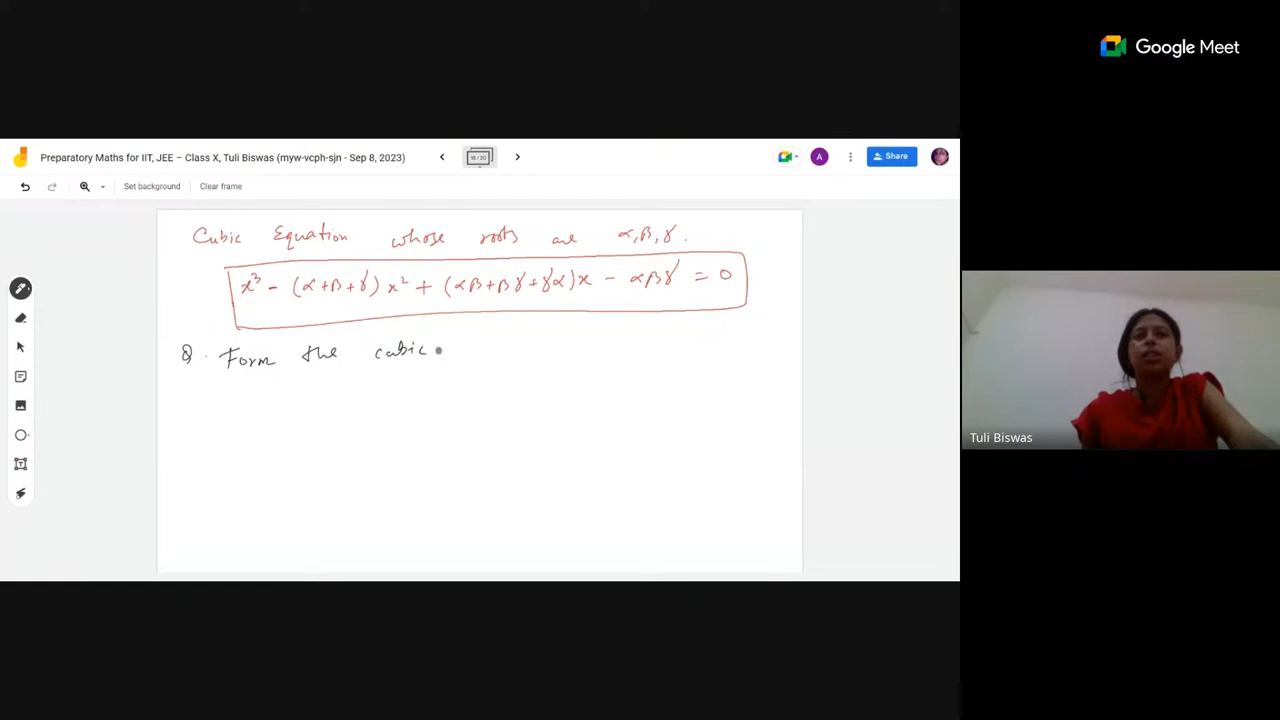 Google Meet
Preparatory Maths for IIT, JEE – Class X, Tuli Biswas (myw-vcph-sjn - Sep 8, 2023)
18 / 20
A
Share
Set background
Clear frame
Cubic Equation whose roots are α, β, γ.
x³ - (α+β+γ) x² + (αβ+βγ+γα)x - αβγ = 0
Q. Form the cubic
Tuli Biswas